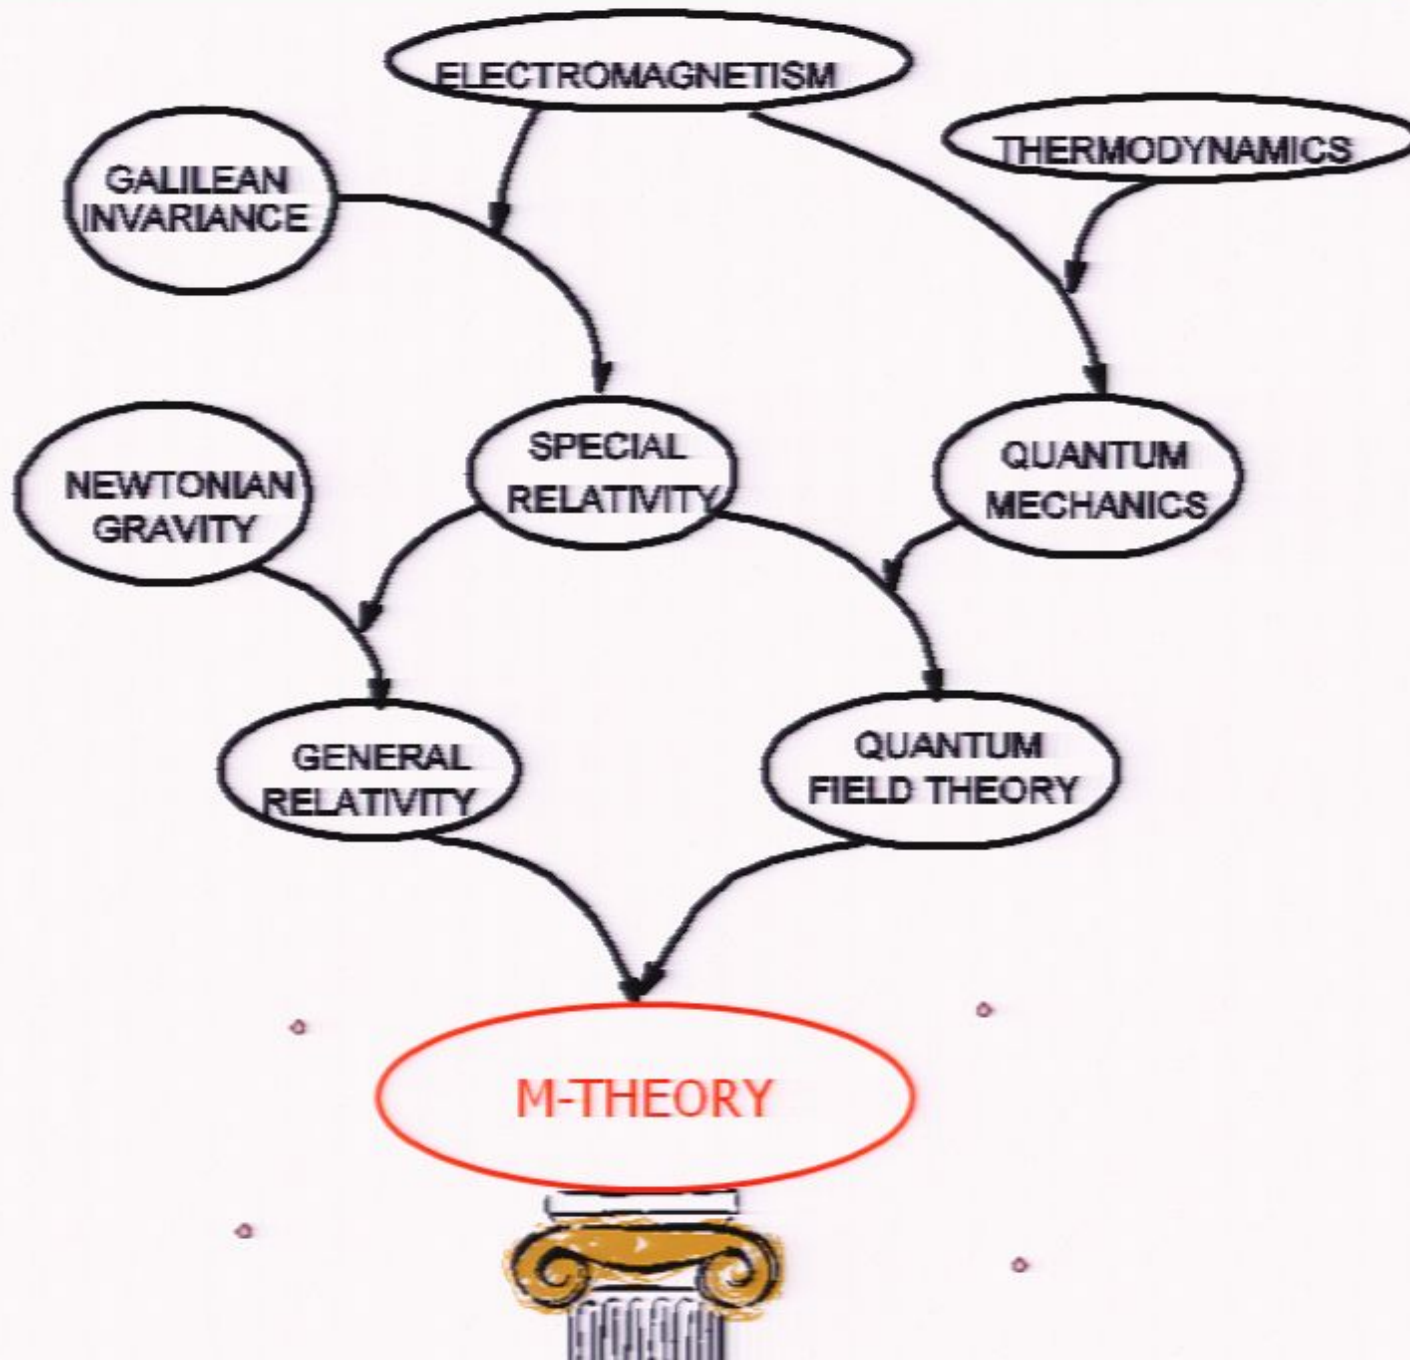 ELECTROMAGNETISM
THERMODYNAMICS
GALILEAN
INVARIANCE
SPECIAL
RELATIVITY
QUANTUM
MECHANICS
NEWTONIAN
GRAVITY
GENERAL
RELATIVITY
QUANTUM
FIELD THEORY
M-THEORY